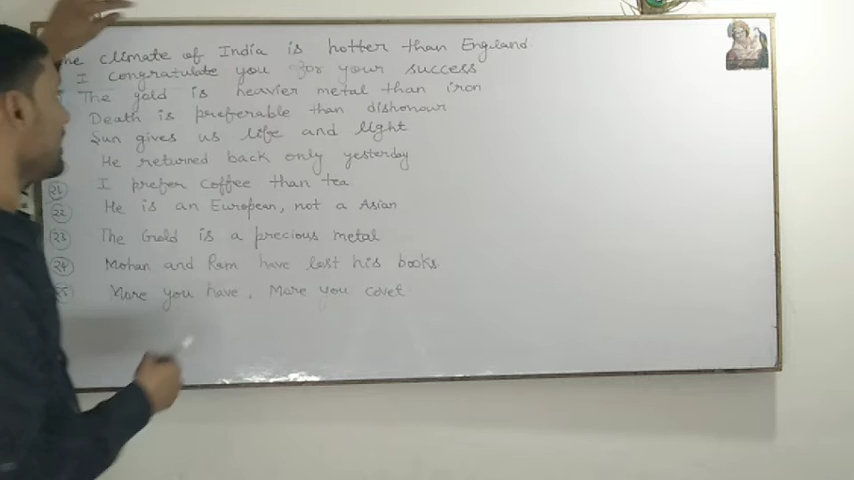 he climate of India is hotter than England
I congratulate you for your success
The gold is heavier metal than iron
Death is preferable than dishonour
Sun gives us life and light
He returned back only yesterday
21 I prefer coffee than tea
22 He is an European, not a Asian
23 The Gold is a precious metal
24 Mohan and Ram have lost his books
25 More you have, More you covet